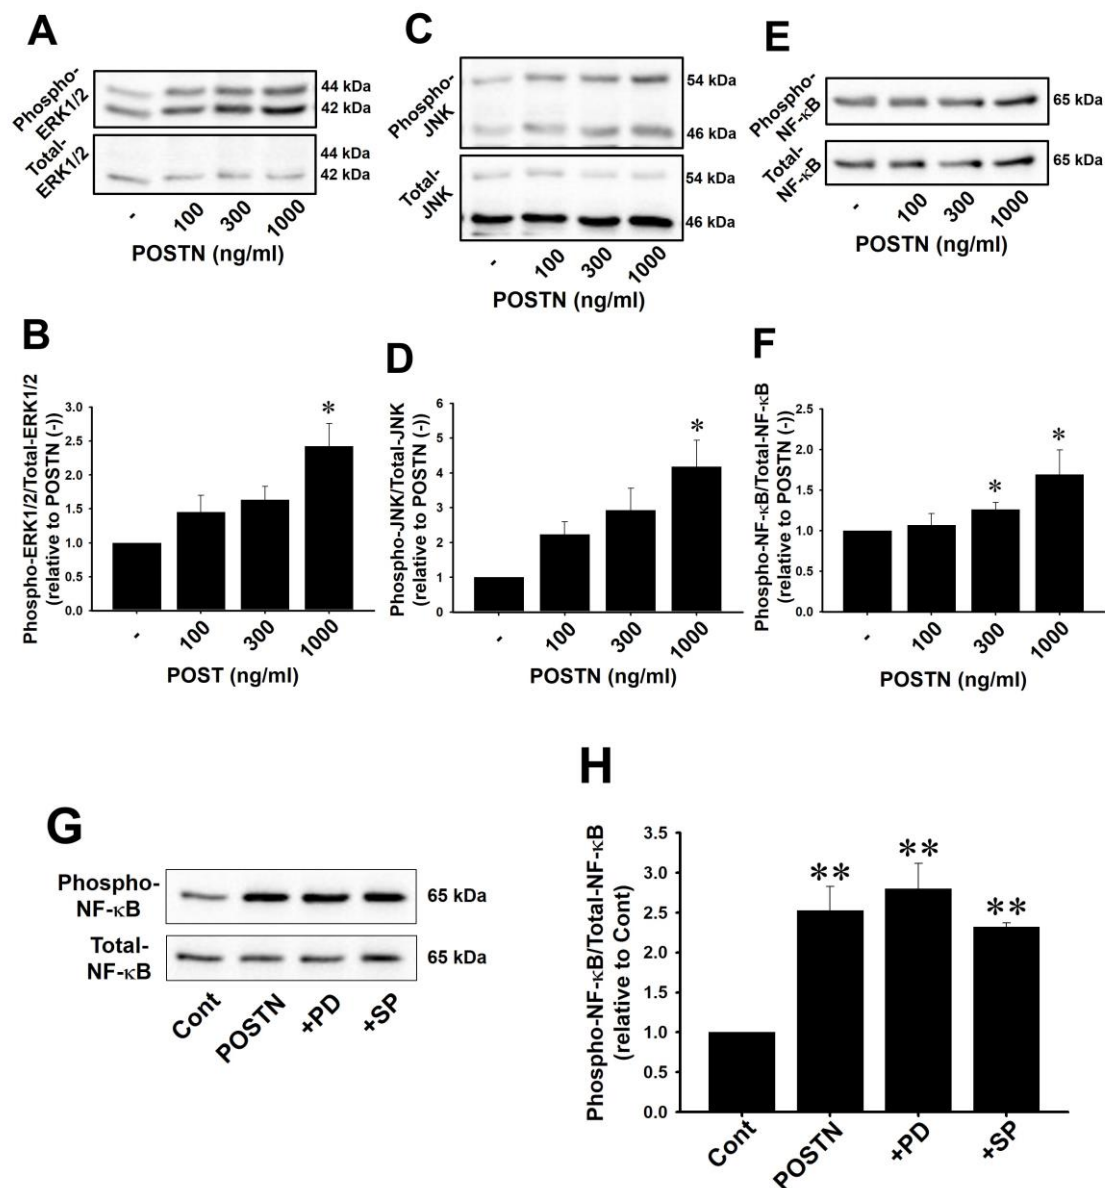 A
Phospho-
ERK1/2
44 kDa
42 kDa
Total-
ERK1/2
44 kDa
42 kDa
- 100 300 1000
POSTN (ng/ml)
C
Phospho-
JNK
54 kDa
46 kDa
Total-
JNK
54 kDa
46 kDa
- 100 300 1000
POSTN (ng/ml)
E
Phospho-
NF-κB
65 kDa
Total-
NF-κB
65 kDa
- 100 300 1000
POSTN (ng/ml)
B
Phospho-ERK1/2/Total-ERK1/2
(relative to POSTN (-))
3.0
2.5
2.0
1.5
1.0
0.5
0.0
*
- 100 300 1000
POST (ng/ml)
D
Phospho-JNK/Total-JNK
(relative to POSTN (-))
6
5
4
3
2
1
0
*
- 100 300 1000
POSTN (ng/ml)
F
Phospho-NF-κB/Total-NF-κB
(relative to POSTN (-))
2.5
2.0
1.5
1.0
0.5
0.0
* *
- 100 300 1000
POSTN (ng/ml)
G
Phospho-
NF-κB
65 kDa
Total-
NF-κB
65 kDa
Cont POSTN +PD +SP
H
Phospho-NF-κB/Total-NF-κB
(relative to Cont)
3.5
3.0
2.5
2.0
1.5
1.0
0.5
0.0
** ** **
Cont POSTN +PD +SP